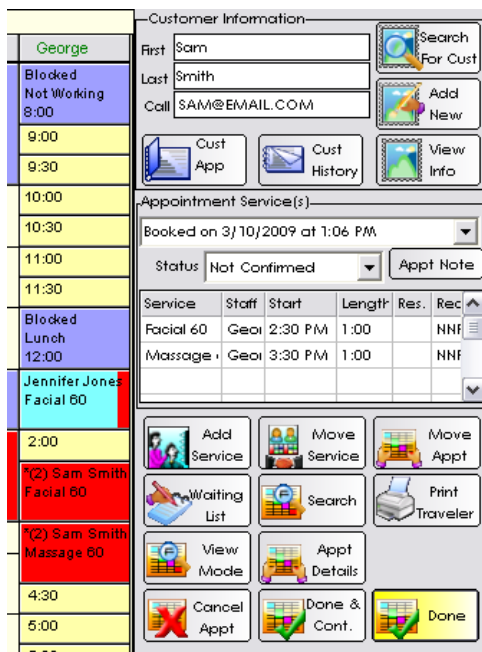 George
Blocked
Not Working
8:00
9:00
9:30
10:00
10:30
11:00
11:30
Blocked
Lunch
12:00
Jennifer Jones
Facial 60
2:00
*(2) Sam Smith
Facial 60
*(2) Sam Smith
Massage 60
4:30
5:00
Customer Information
First Sam
Last Smith
Call SAM@EMAIL.COM
Search For Cust
Add New
Cust App
Cust History
View Info
Appointment Service(s)
Booked on 3/10/2009 at 1:06 PM
Status Not Confirmed Appt Note
Service Staff Start Length Res. Rec
Facial 60 Geor 2:30 PM 1:00 NNF
Massage Geor 3:30 PM 1:00 NNF
Add Service
Move Service
Move Appt
Waiting List
Search
Print Traveler
View Mode
Appt Details
Cancel Appt
Done & Cont.
Done